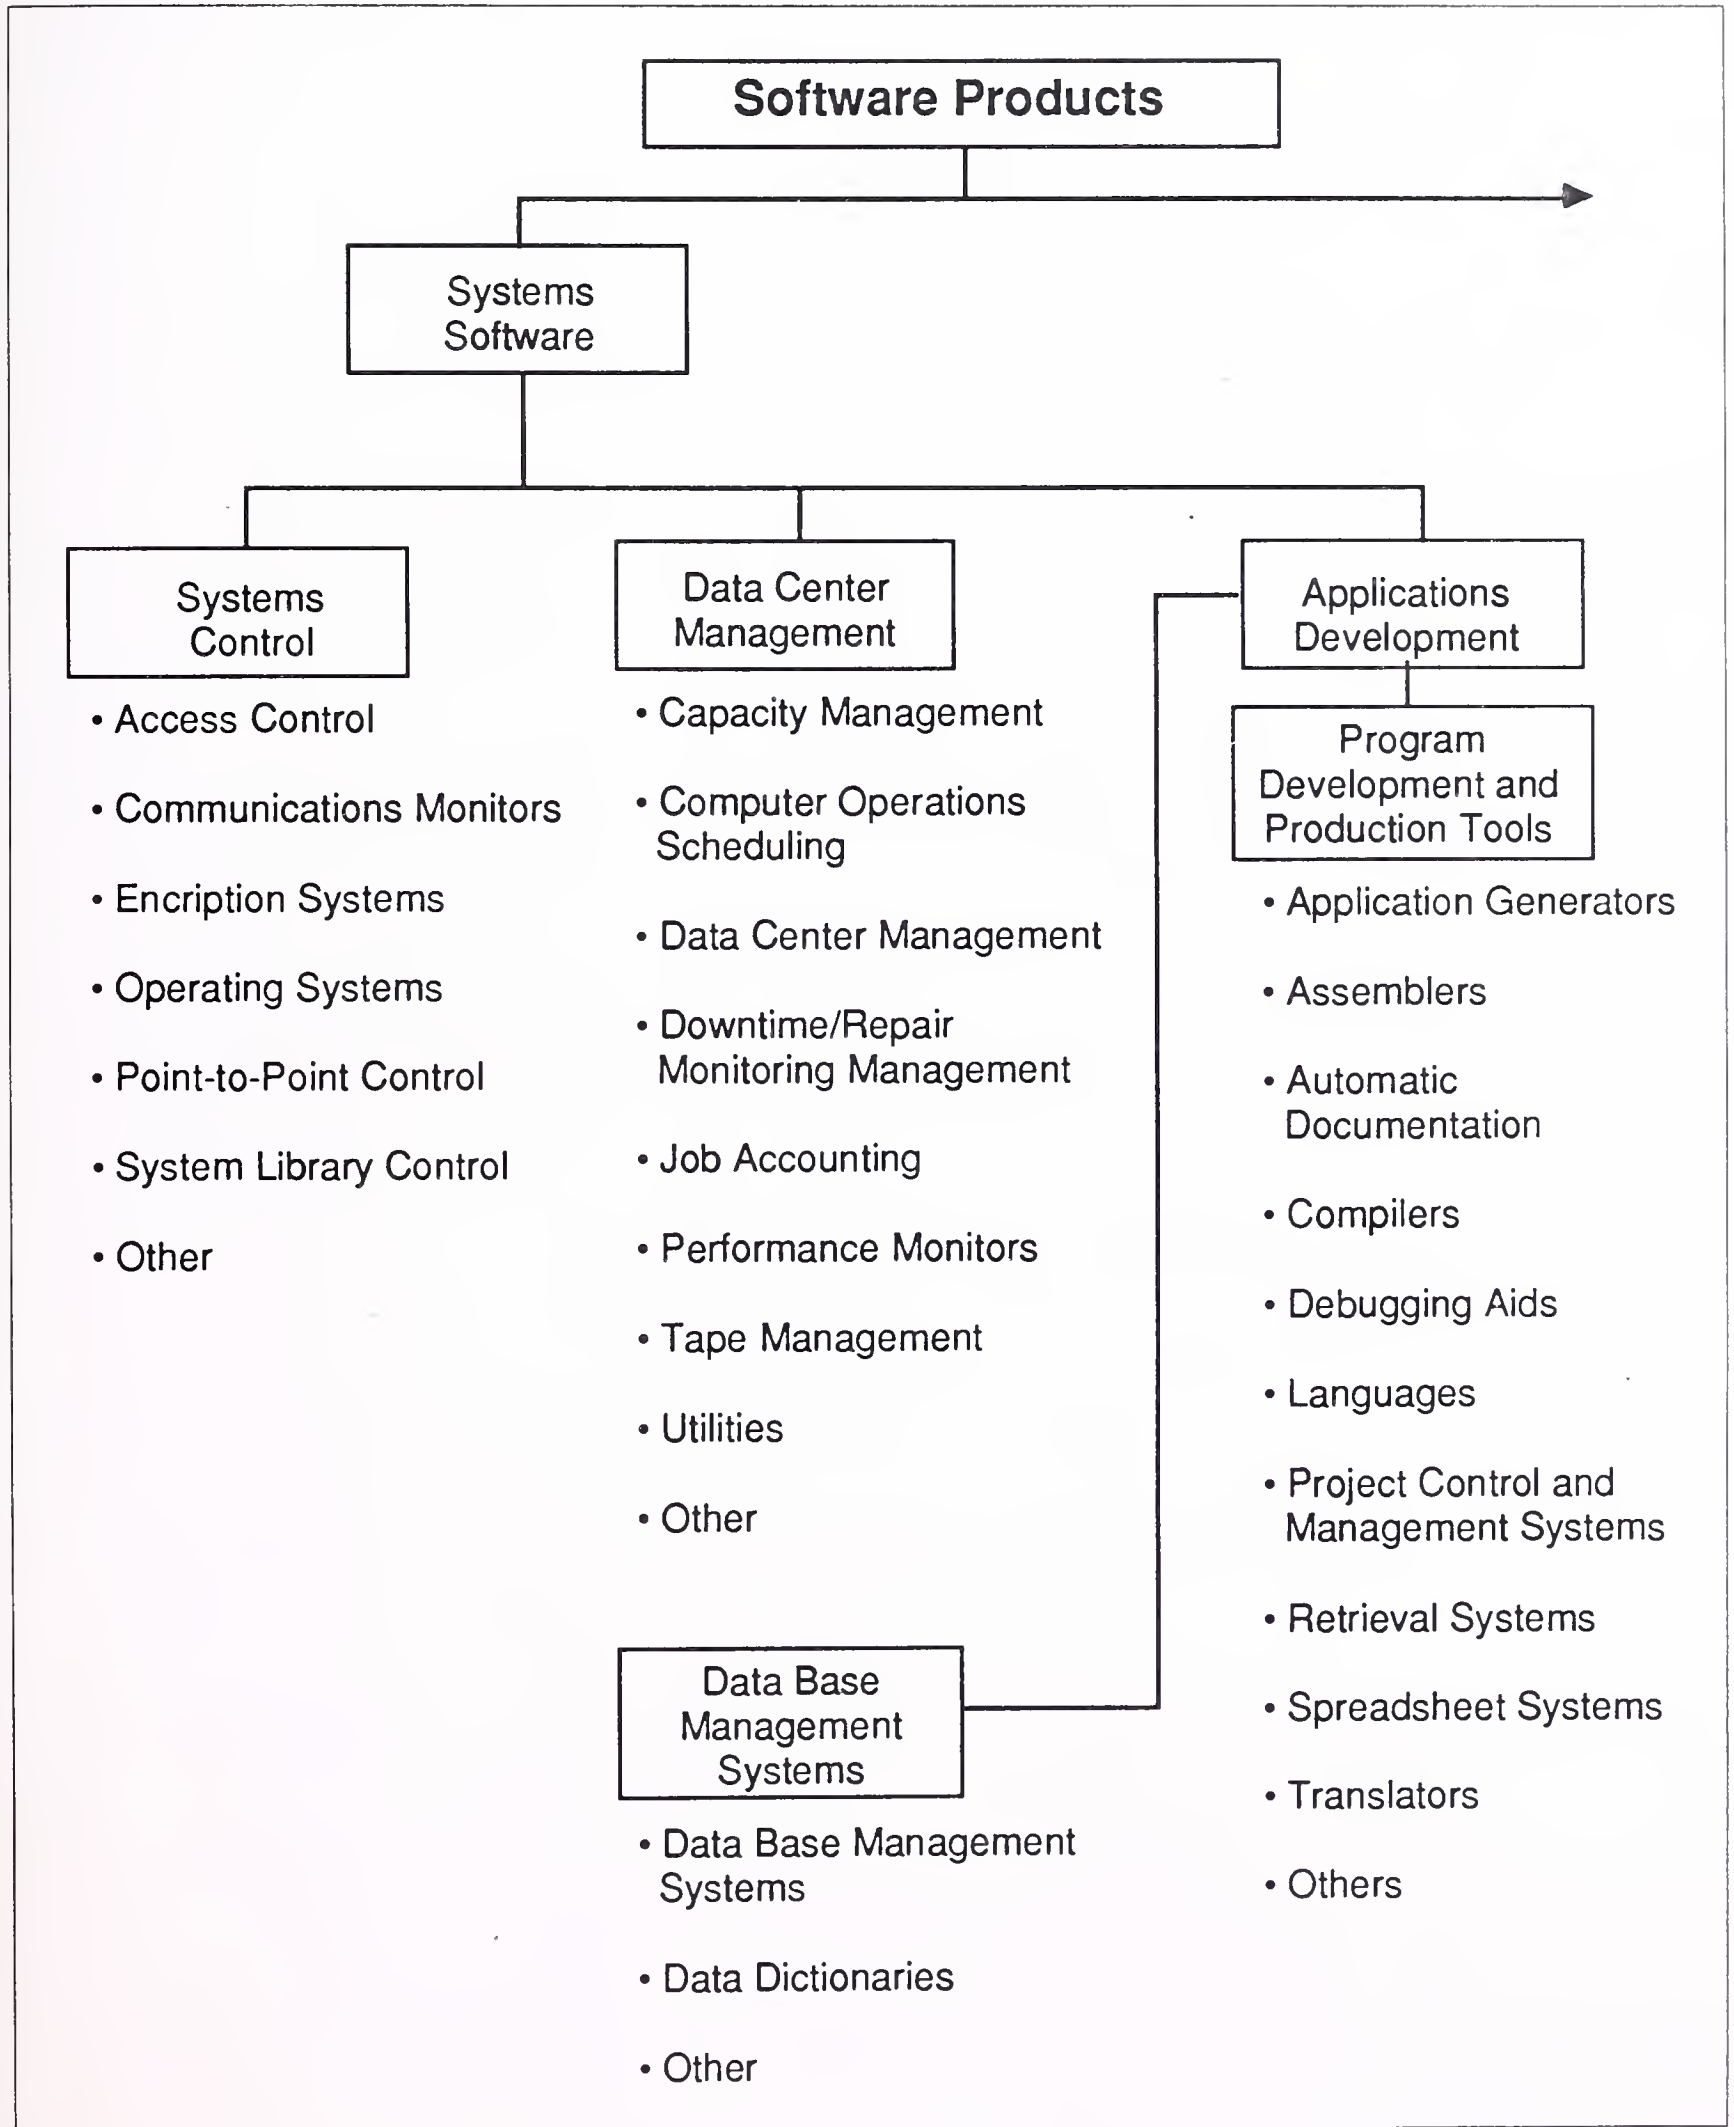 Software Products
Systems
Software
Systems
Control
• Access Control
• Communications Monitors
• Encription Systems
• Operating Systems
• Point-to-Point Control
• System Library Control
• Other
Data Center
Management
• Capacity Management
• Computer Operations
Scheduling
• Data Center Management
• Downtime/Repair
Monitoring Management
• Job Accounting
• Performance Monitors
• Tape Management
• Utilities
• Other
Applications
Development
Program
Development and
Production Tools
• Application Generators
• Assemblers
• Automatic
Documentation
• Compilers
• Debugging Aids
• Languages
• Project Control and
Management Systems
• Retrieval Systems
• Spreadsheet Systems
• Translators
• Others
Data Base
Management
Systems
• Data Base Management
Systems
• Data Dictionaries
• Other